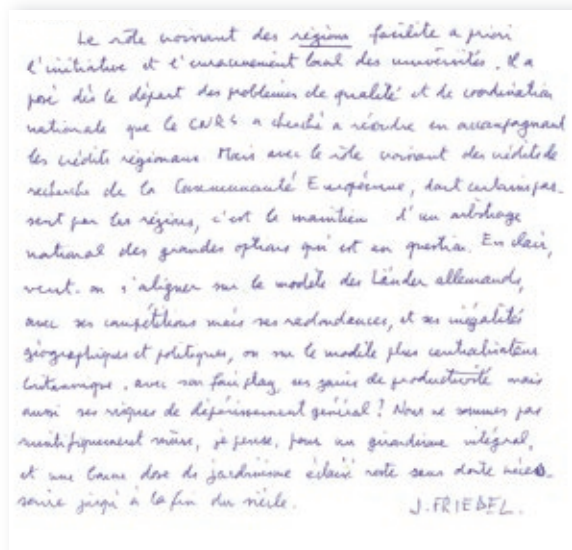 Le rôle croissant des régions facilite a priori
l'initiative et l'enracinement local des universités. Il a
posé dès le départ des problèmes de qualité et de coordination
nationale que le CNRS a cherché a résoudre en accompagnant
les crédits régionaux. Mais avec le rôle croissant des crédits de
recherche de la Communauté Européenne, dont certains pas-
sent par les régions, c'est le maintien d'un arbitrage
national des grandes options qui est en question. En clair,
veut-on s'aligner sur le modèle des Länder allemands,
avec ses compétitions mais ses redondances, et ses inégalités
géographiques et politiques, ou sur le modèle plus centralisateur
britannique, avec son fair play, ses gains de productivité mais
aussi ses risques de dépérissement général ? Nous ne sommes pas
scientifiquement mûrs, je pense, pour un girondisme intégral,
et une bonne dose de jacobinisme éclairé reste sans doute néces-
saire jusqu'à la fin du siècle. J. FRIEDEL.